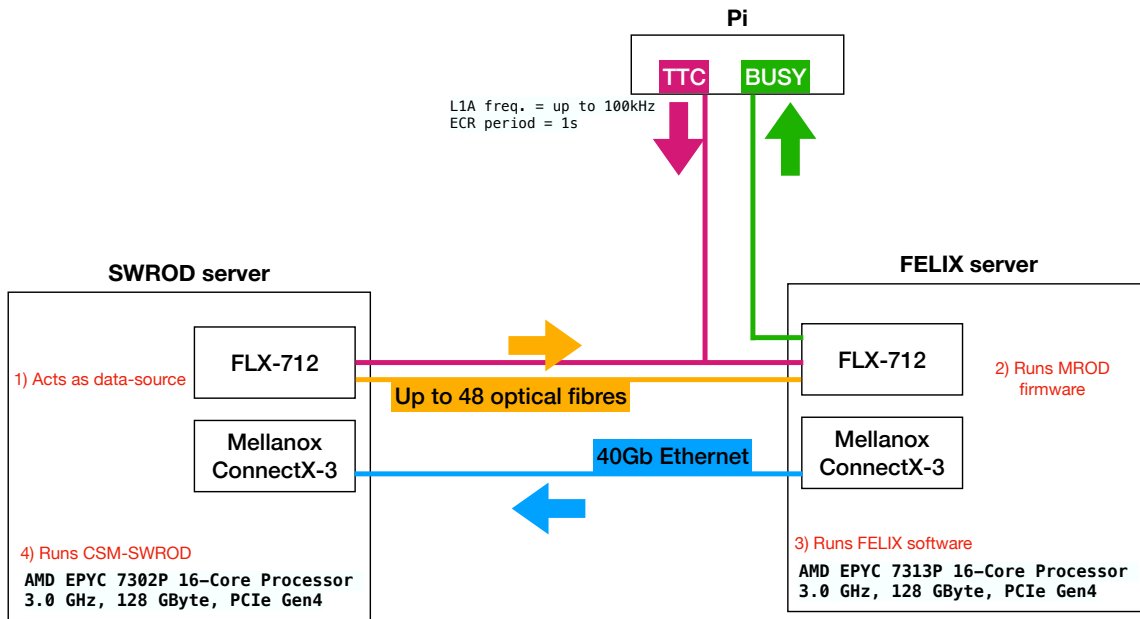 Pi
TTC
BUSY
L1A freq. = up to 100kHz
ECR period = 1s
SWROD server
FLX-712
1) Acts as data-source
Up to 48 optical fibres
Mellanox
ConnectX-3
40Gb Ethernet
4) Runs CSM-SWROD
AMD EPYC 7302P 16-Core Processor
3.0 GHz, 128 GByte, PCIe Gen4
FELIX server
FLX-712
2) Runs MROD
firmware
Mellanox
ConnectX-3
3) Runs FELIX software
AMD EPYC 7313P 16-Core Processor
3.0 GHz, 128 GByte, PCIe Gen4